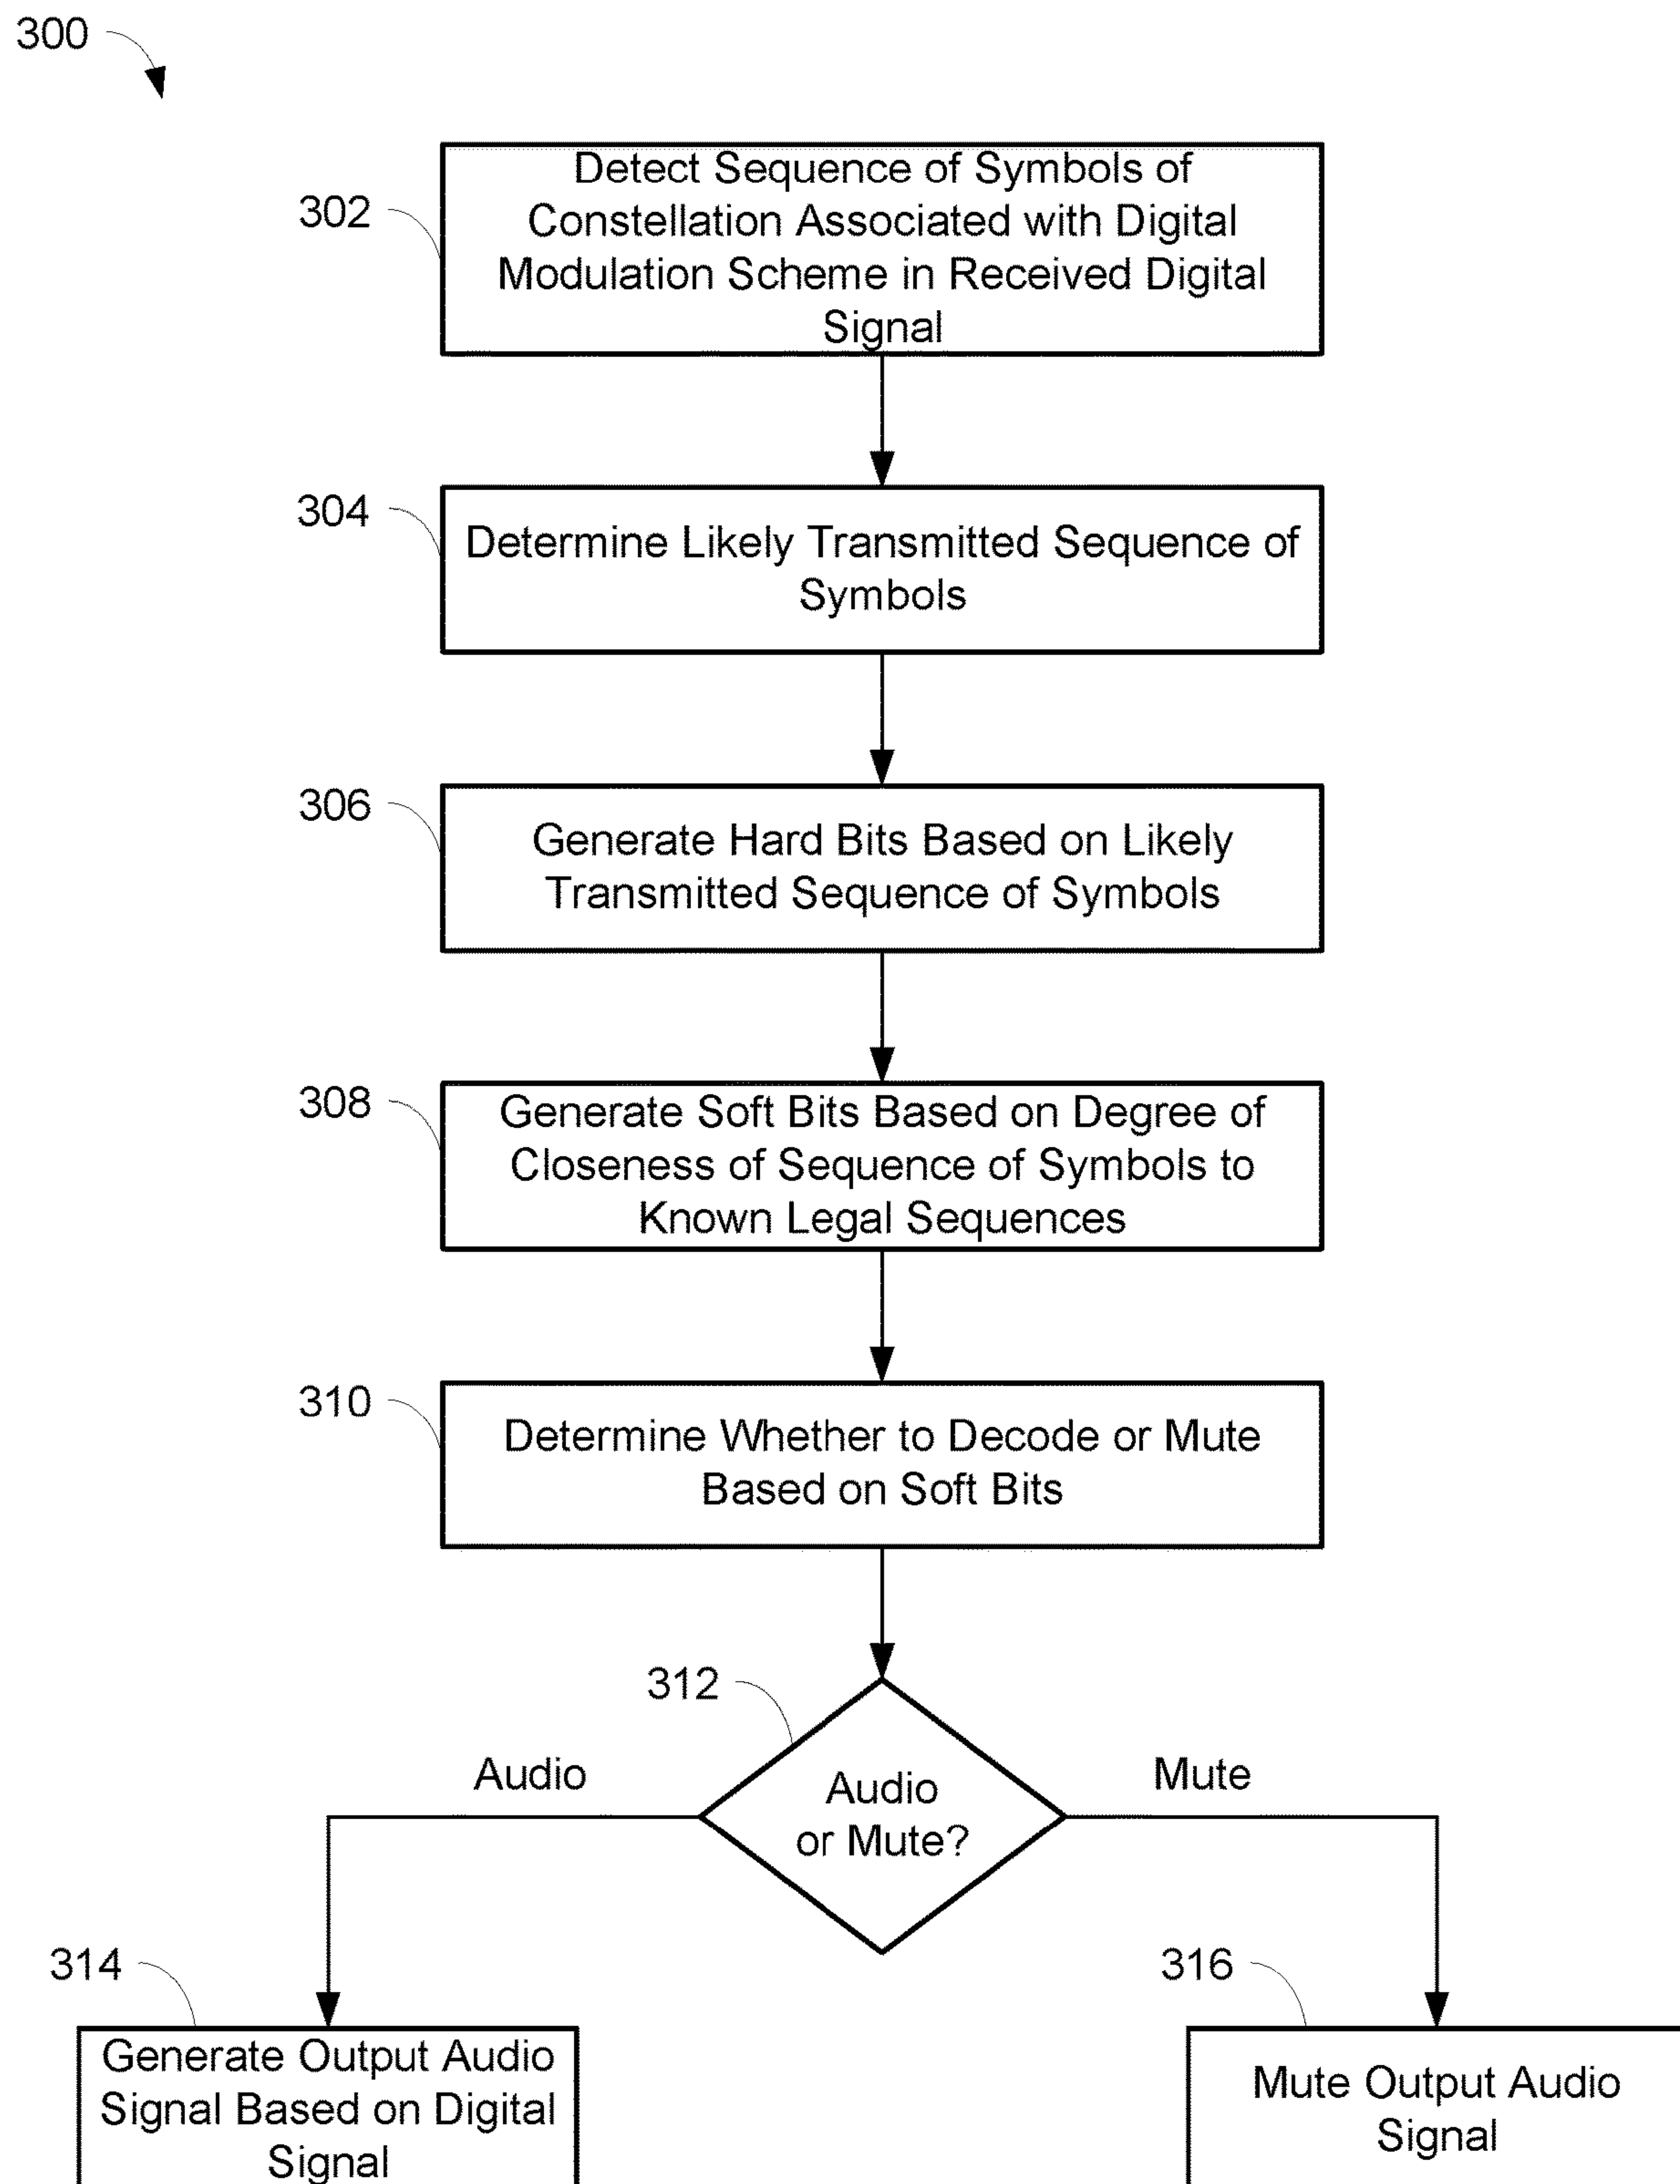 300
302
Detect Sequence of Symbols of
Constellation Associated with Digital
Modulation Scheme in Received Digital
Signal
304
Determine Likely Transmitted Sequence of
Symbols
306
Generate Hard Bits Based on Likely
Transmitted Sequence of Symbols
308
Generate Soft Bits Based on Degree of
Closeness of Sequence of Symbols to
Known Legal Sequences
310
Determine Whether to Decode or Mute
Based on Soft Bits
312
Audio
or Mute?
Audio
Mute
314
Generate Output Audio
Signal Based on Digital
Signal
316
Mute Output Audio
Signal